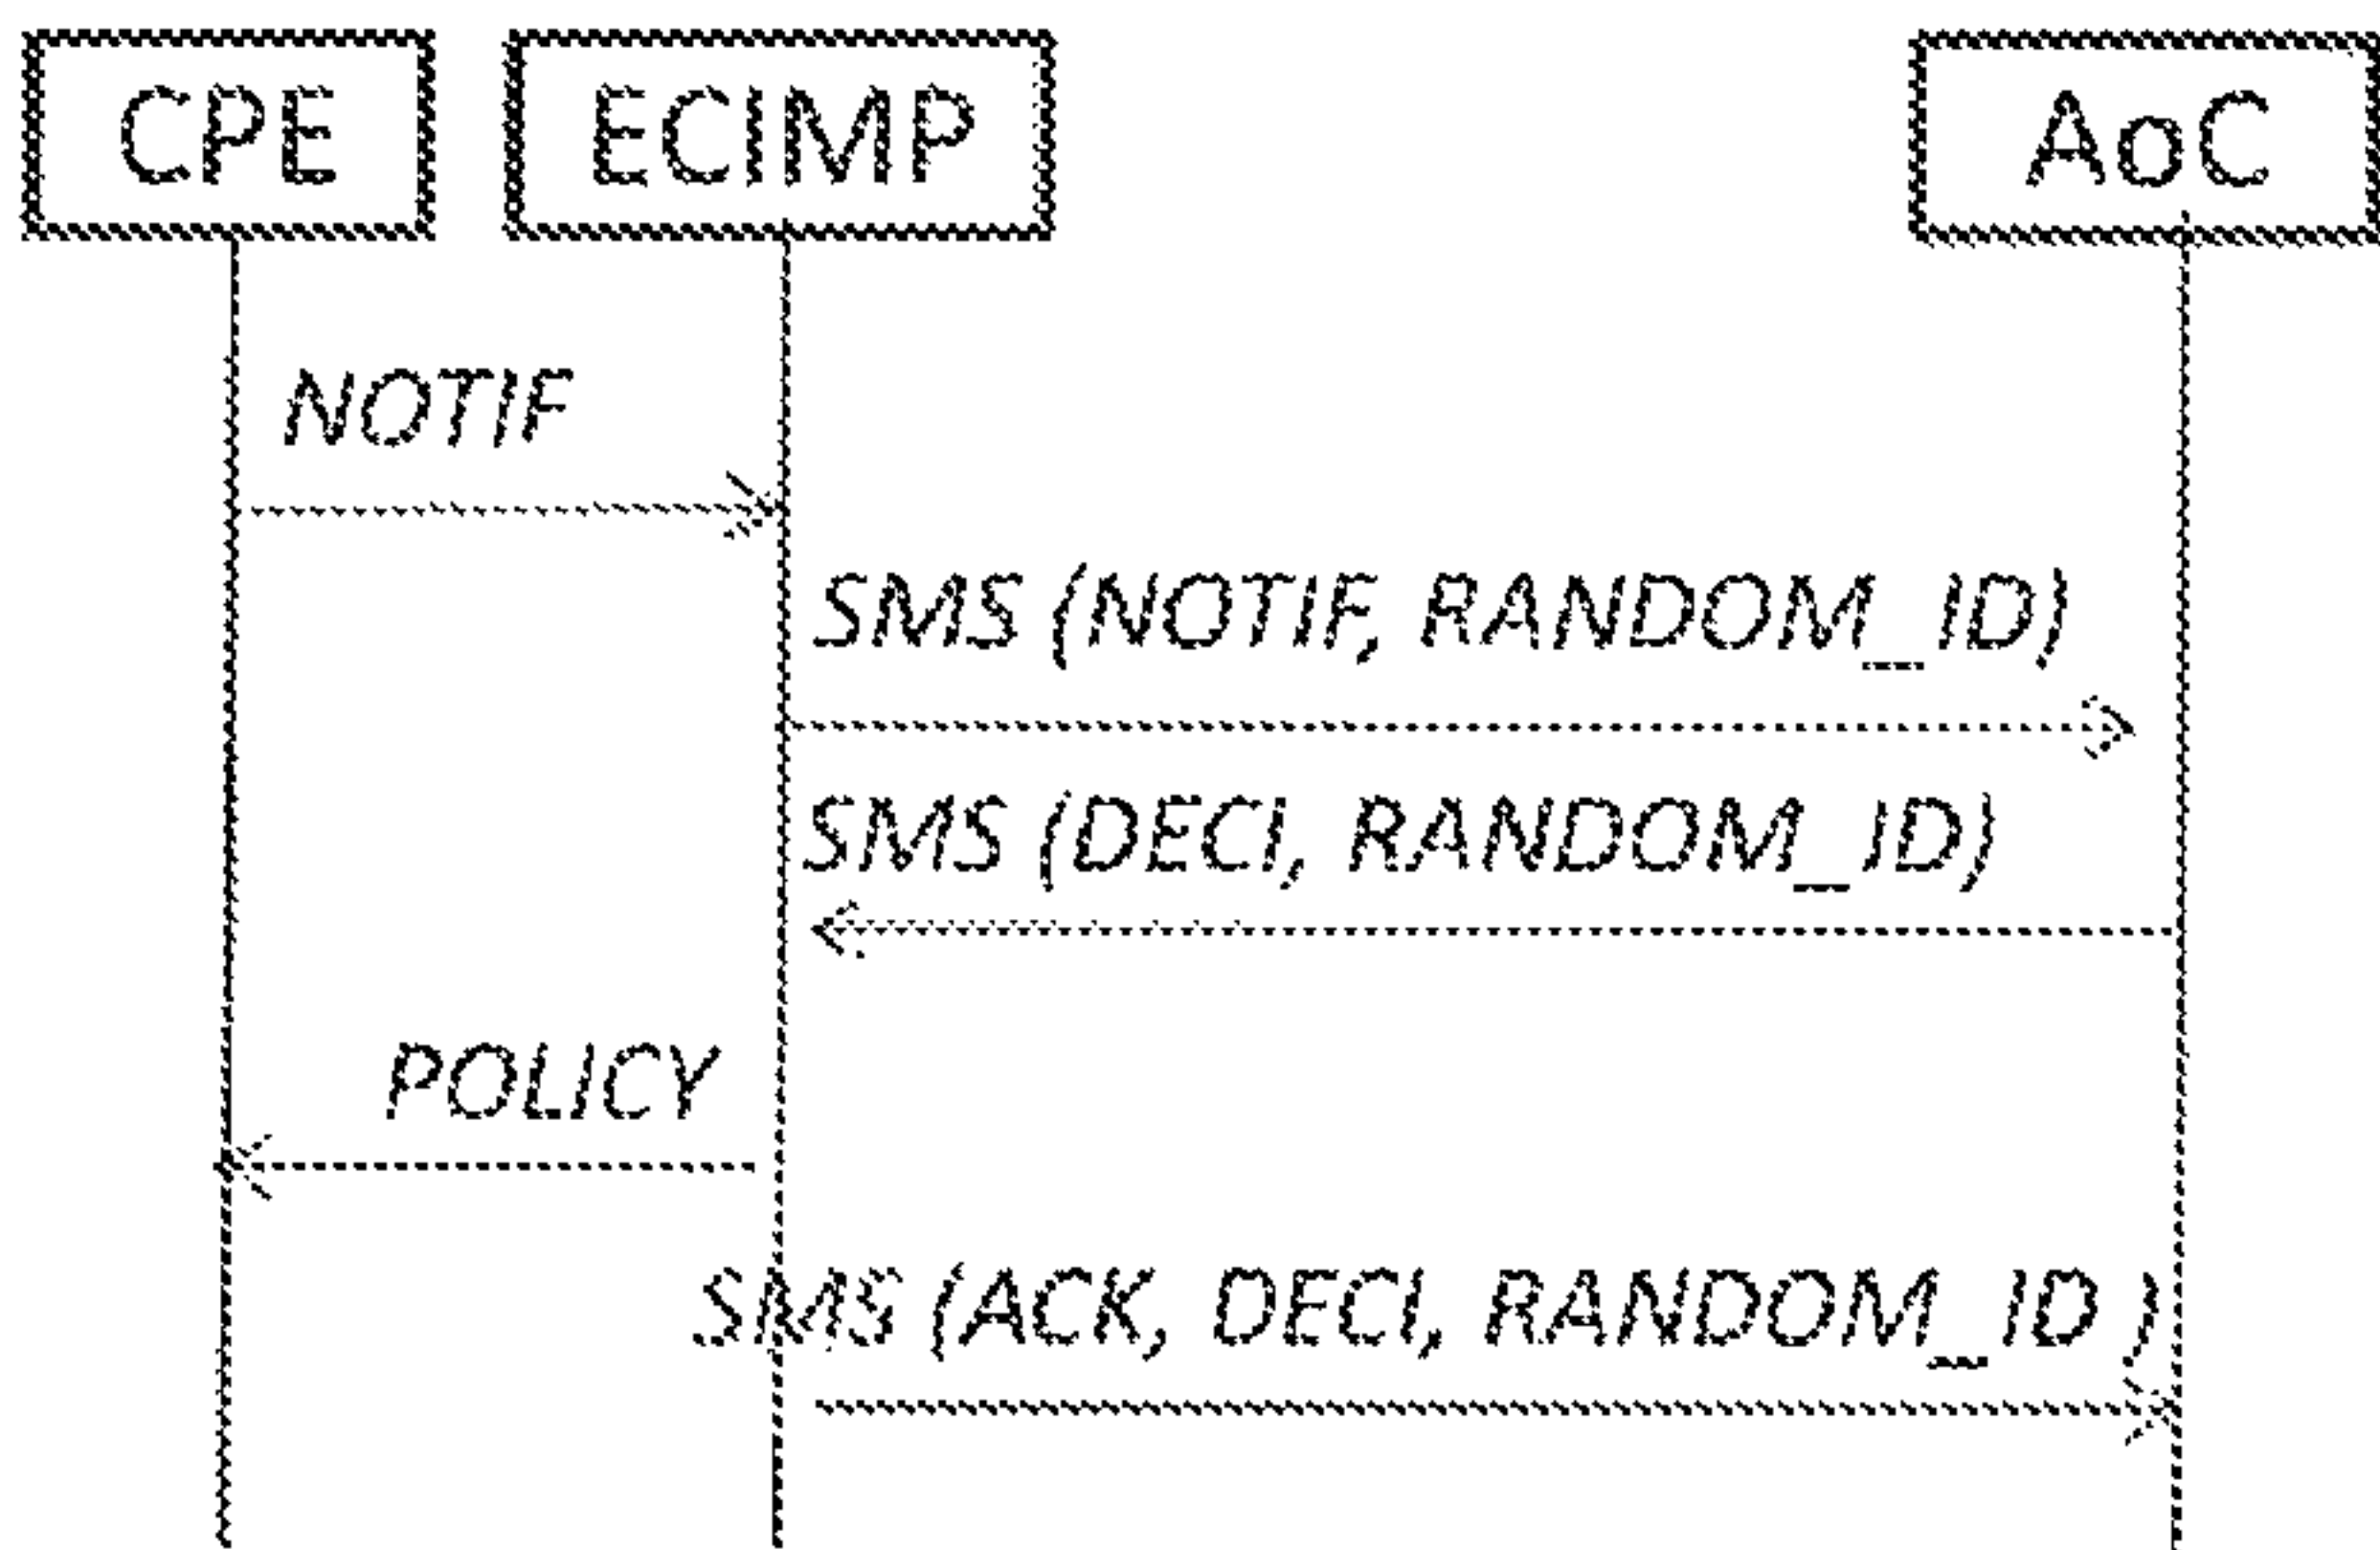 CPE ECIMP AoC
NOTIF
SMS (NOTIF, RANDOM_ID)
SMS (DECI, RANDOM_ID)
POLICY
SMS (ACK, DECI, RANDOM_ID )